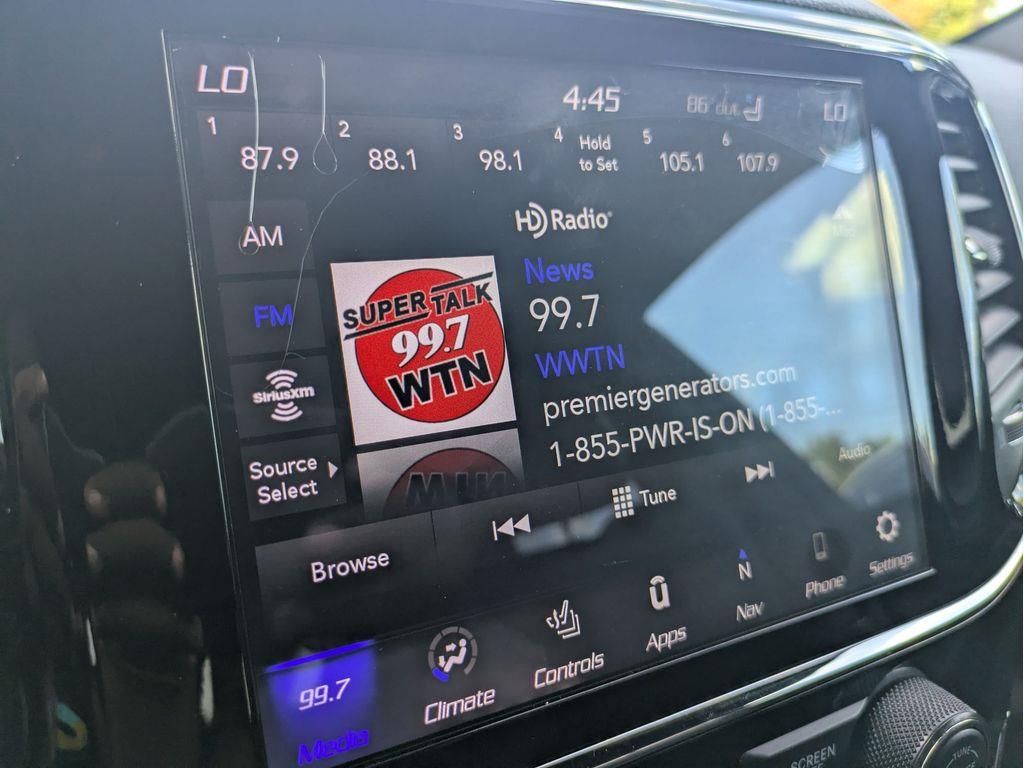 LO
4:45
86 out
LO
1
87.9
2
88.1
3
98.1
4
Hold
to Set
5
105.1
6
107.9
HD Radio
AM
FM
SiriusXm
Source
Select
SUPER TALK
99.7
WTN
News
99.7
WWTN
premiergenerators.com
1-855-PWR-IS-ON (1-855-...
Audio
Browse
Tune
99.7
Media
Climate
Controls
Apps
N
Nav
Phone
Settings
SCREEN
TUNE